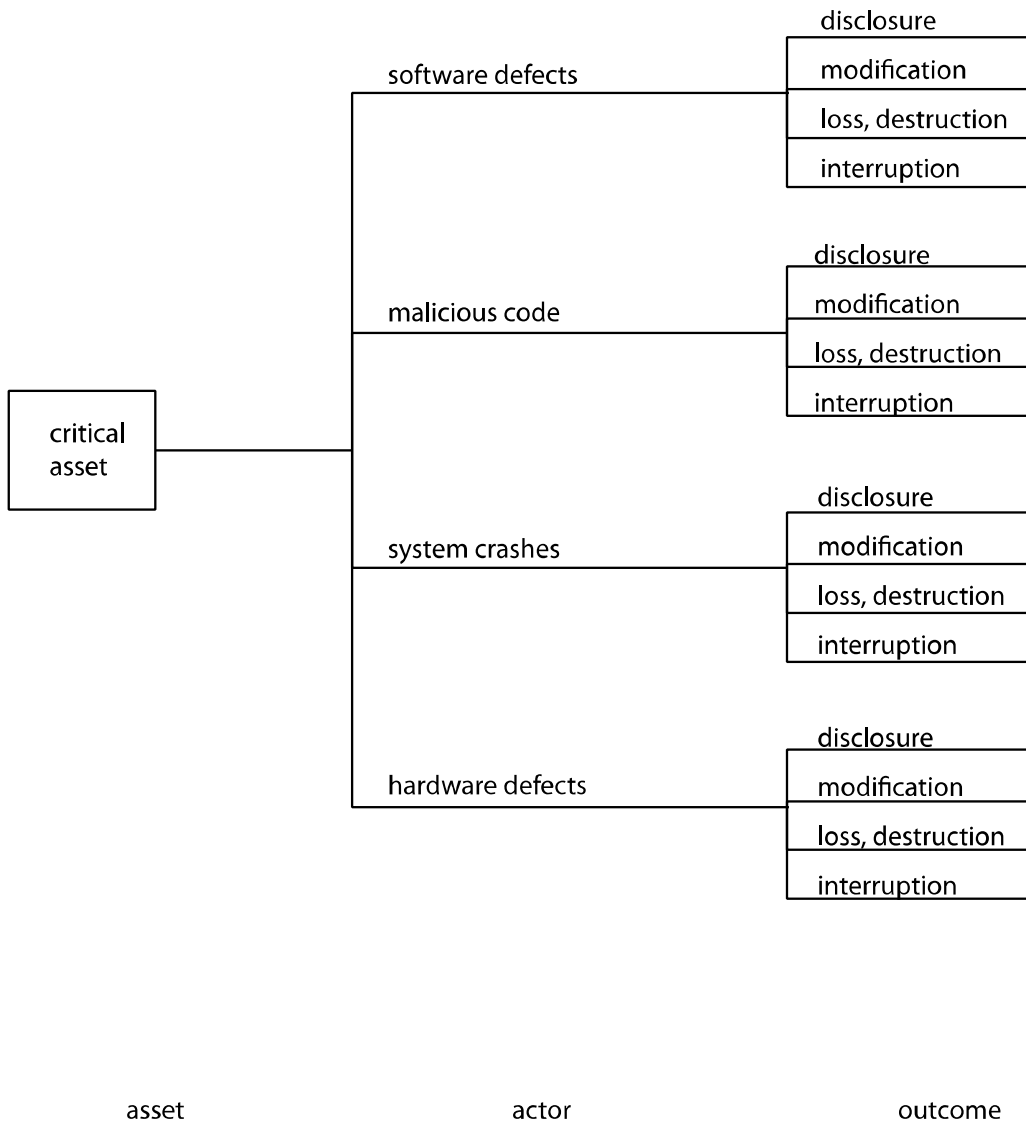 disclosure
software defects
modification
loss, destruction
interruption
disclosure
malicious code
modification
loss, destruction
interruption
critical
asset
disclosure
system crashes
modification
loss, destruction
interruption
disclosure
hardware defects
modification
loss, destruction
interruption
asset
actor
outcome